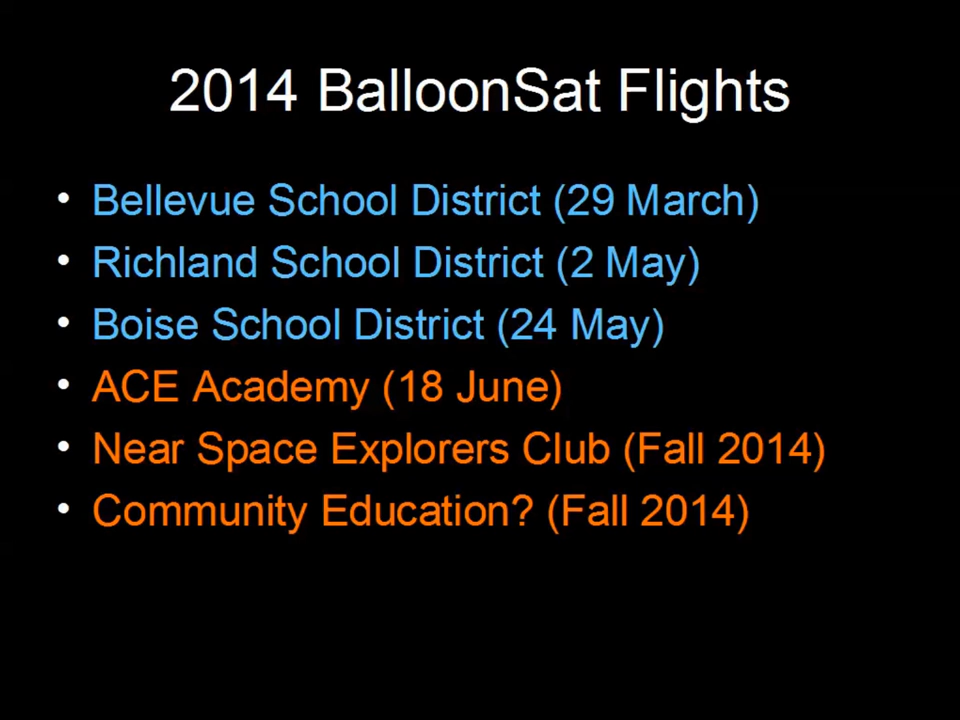 2014 BalloonSat Flights
• Bellevue School District (29 March)
• Richland School District (2 May)
• Boise School District (24 May)
• ACE Academy (18 June)
• Near Space Explorers Club (Fall 2014)
• Community Education? (Fall 2014)